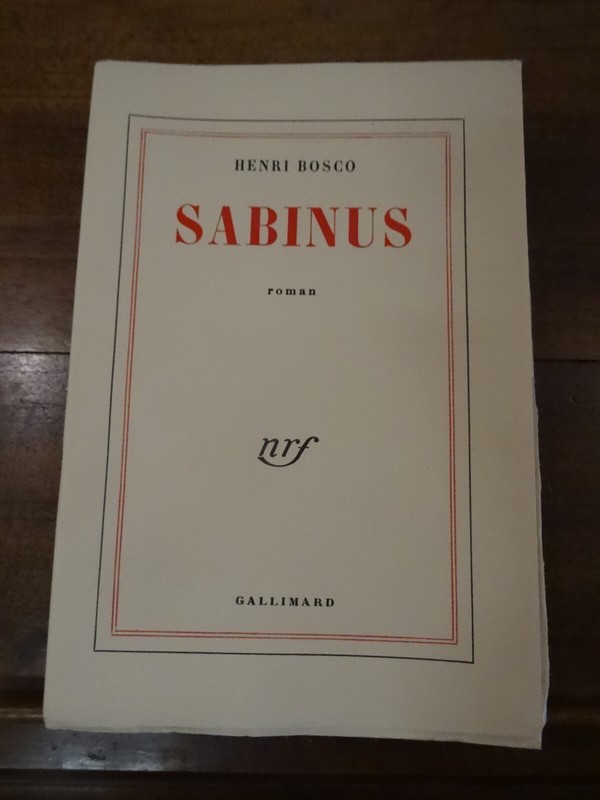 HENRI BOSCO
SABINUS
roman
nrf
GALLIMARD